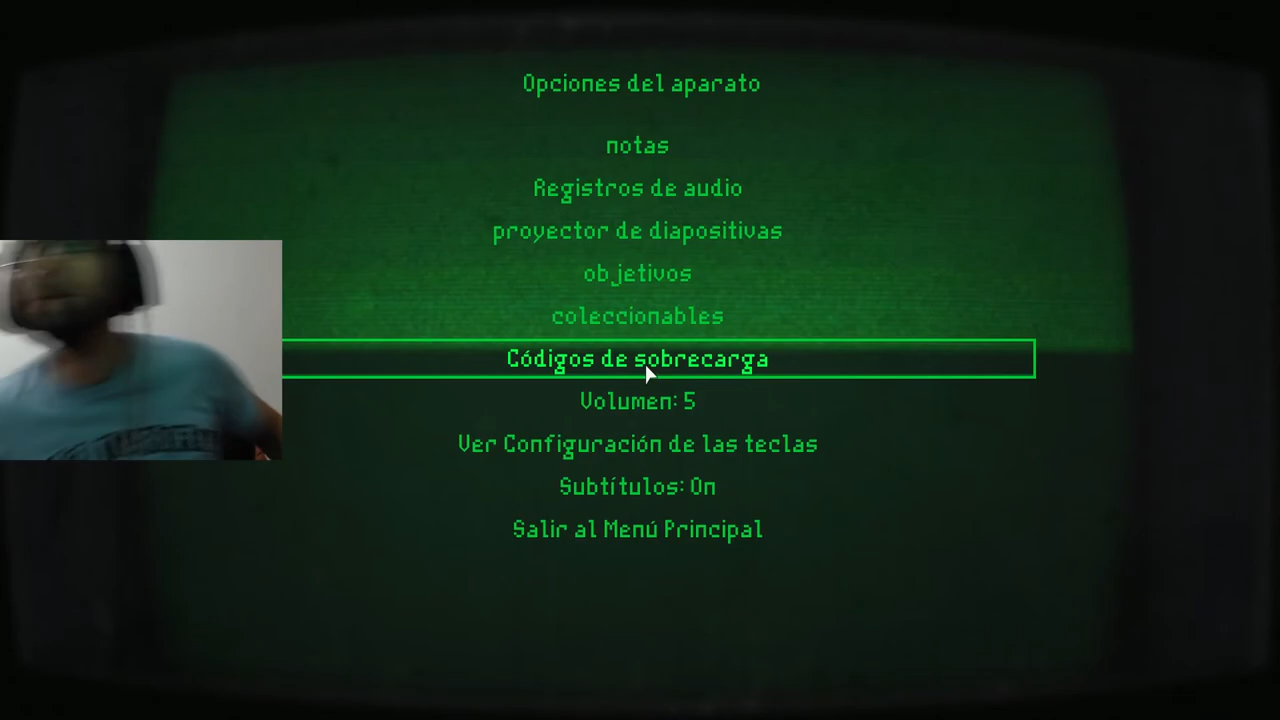 Opciones del aparato
notas
Registros de audio
proyector de diapositivas
objetivos
coleccionables
Códigos de sobrecarga
Volumen: 5
Ver Configuración de las teclas
Subtítulos: On
Salir al Menú Principal